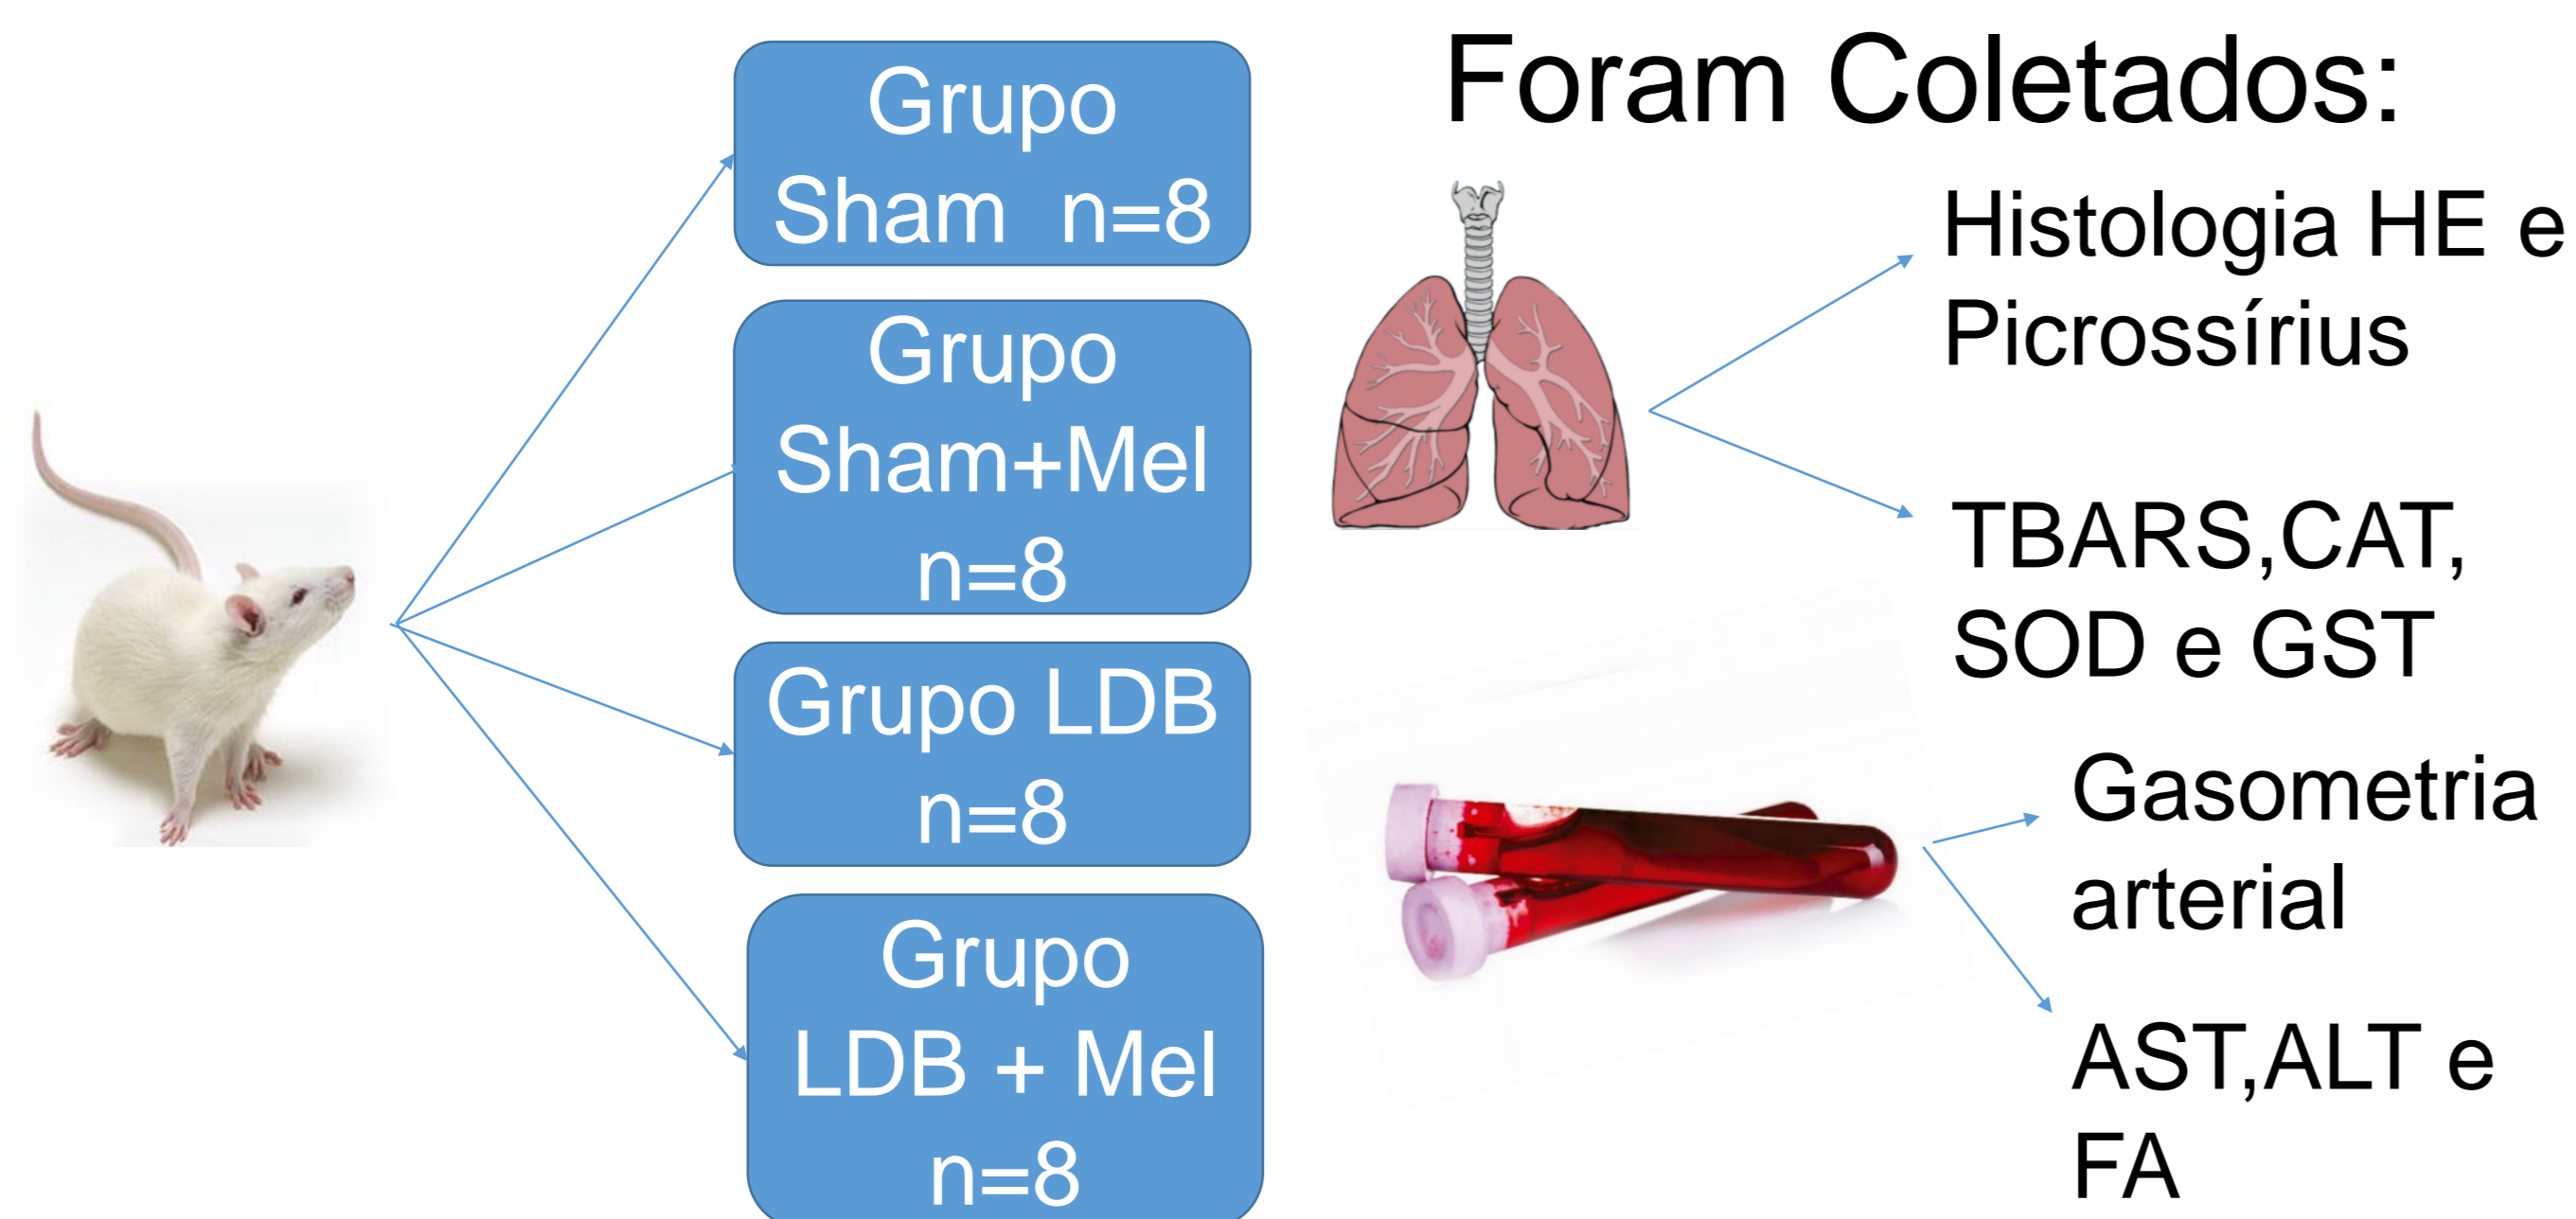 Grupo
Sham  n=8
Grupo
Sham+Mel
n=8
Grupo LDB
n=8
Grupo
LDB + Mel
n=8
Foram Coletados:
Histologia HE e
Picrossírius
TBARS,CAT,
SOD e GST
Gasometria
arterial
AST,ALT e
FA